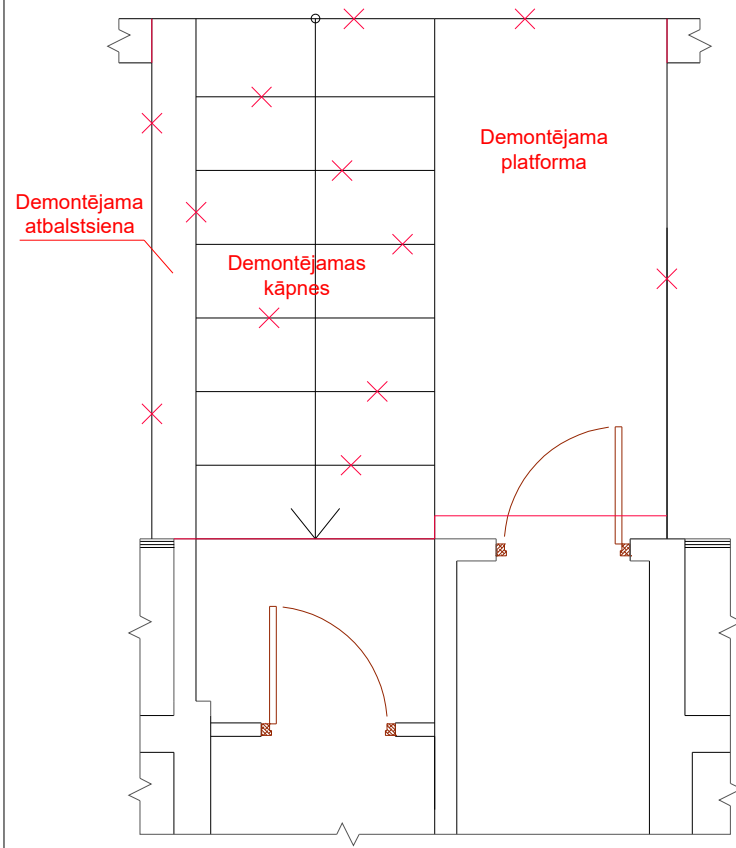 Demontējama
platforma
Demontējama
atbalstsiena
Demontējamas
kāpnes